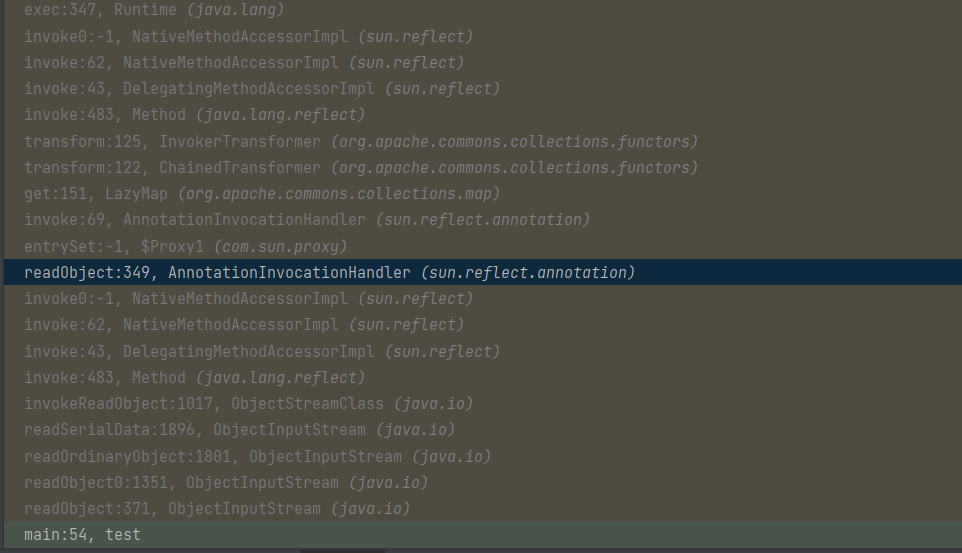 exec:347, Runtime (java.lang)
invoke0:-1, NativeMethodAccessorImpl (sun.reflect)
invoke:62, NativeMethodAccessorImpl (sun.reflect)
invoke:43, DelegatingMethodAccessorImpl (sun.reflect)
invoke:483, Method (java.lang.reflect)
transform:125, InvokerTransformer (org.apache.commons.collections.functors)
transform:122, ChainedTransformer (org.apache.commons.collections.functors)
get:151, LazyMap (org.apache.commons.collections.map)
invoke:69, AnnotationInvocationHandler (sun.reflect.annotation)
entrySet:-1, $Proxy1 (com.sun.proxy)
readObject:349, AnnotationInvocationHandler (sun.reflect.annotation)
invoke0:-1, NativeMethodAccessorImpl (sun.reflect)
invoke:62, NativeMethodAccessorImpl (sun.reflect)
invoke:43, DelegatingMethodAccessorImpl (sun.reflect)
invoke:483, Method (java.lang.reflect)
invokeReadObject:1017, ObjectStreamClass (java.io)
readSerialData:1896, ObjectInputStream (java.io)
readOrdinaryObject:1801, ObjectInputStream (java.io)
readObject0:1351, ObjectInputStream (java.io)
readObject:371, ObjectInputStream (java.io)
main:54, test